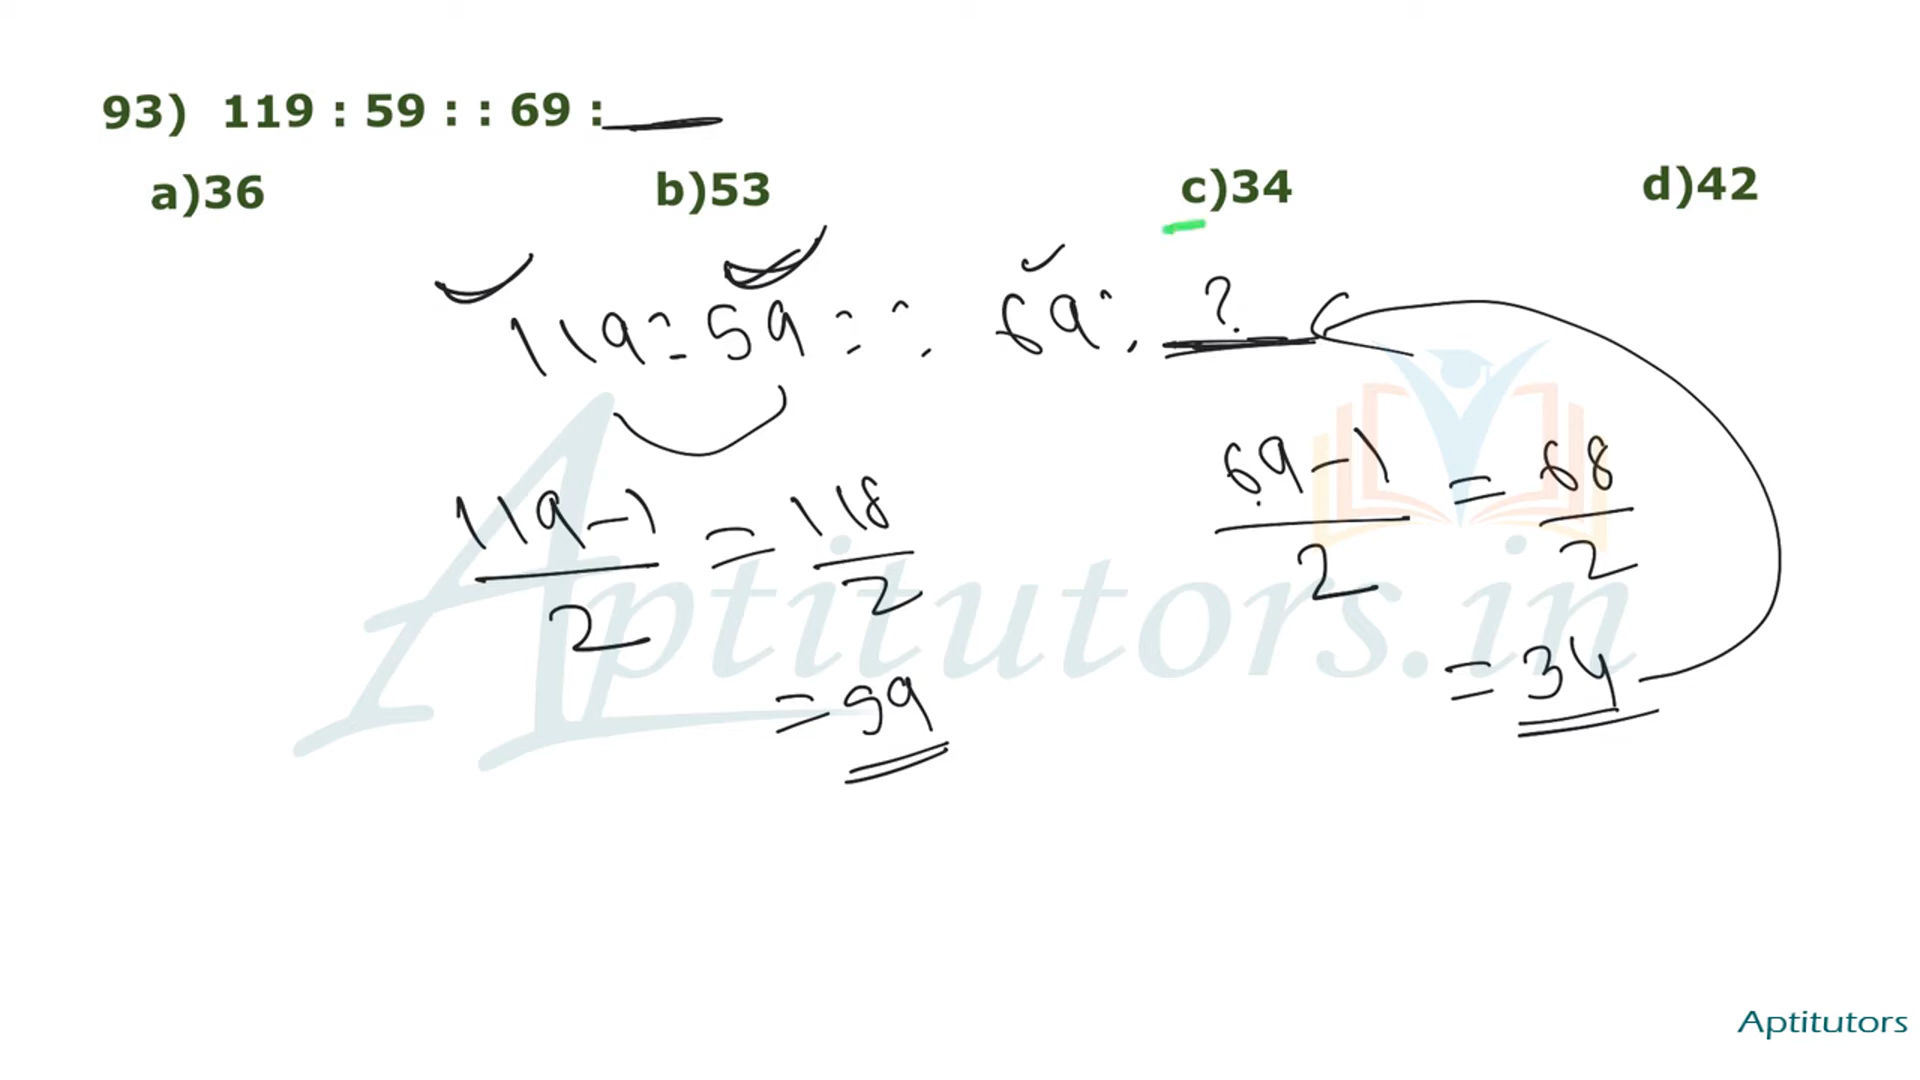 93) 119 : 59 : : 69 :
a)36 b)53 c)34 d)42
119 : 59 : : 69 : ?
119-1 / 2 = 118 / 2 69-1 / 2 = 68 / 2
= 59 = 34
Aptitutors.in
Aptitutors